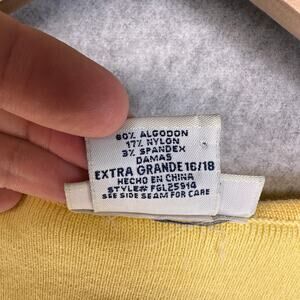 80% ALGODON
17% NYLON
3% SPANDEX
DAMAS
EXTRA GRANDE 16/18
HECHO EN CHINA
STYLE# FGL25914
SEE SIDE SEAM FOR CARE